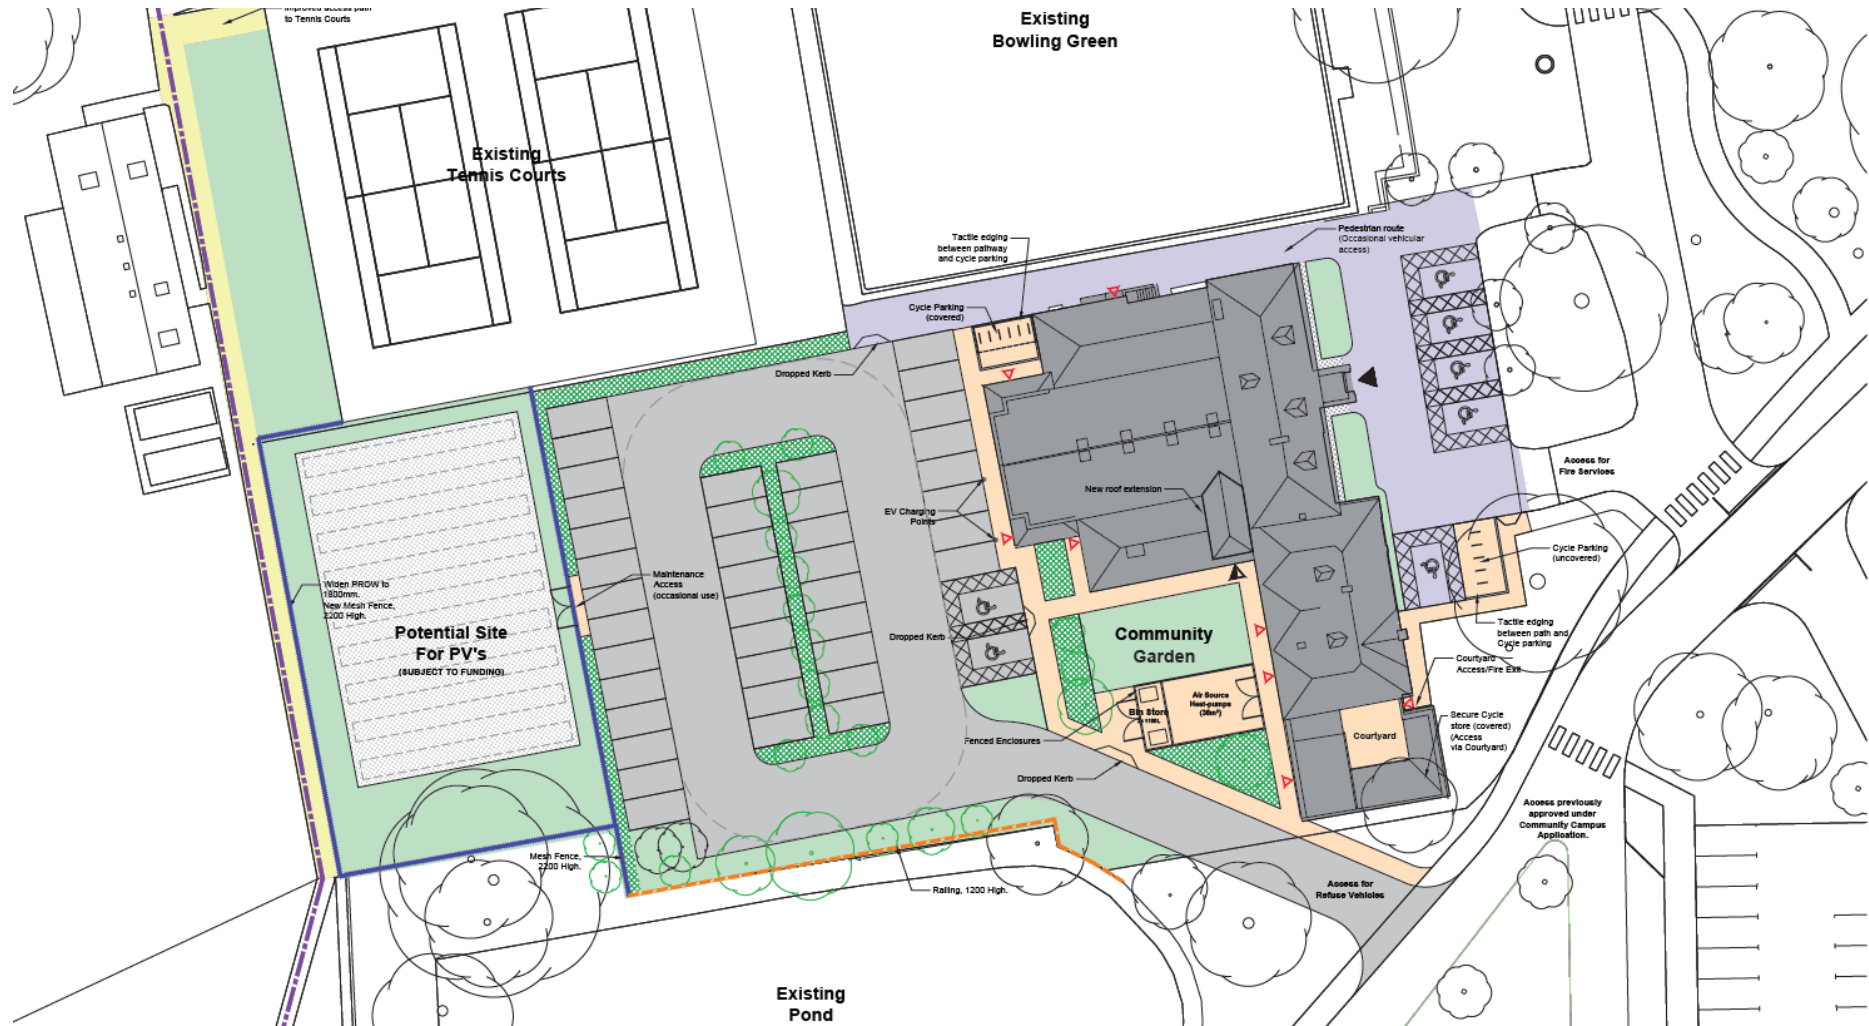 Improved access path
to Tennis Courts
Existing
Bowling Green
Existing
Tennis Courts
Tactile edging
between pathway
and cycle parking
Pedestrian route
(Occasional vehicular
access)
Cycle Parking
(covered)
Dropped Kerb
Access for
Fire Services
New roof extension
EV Charging
Points
Cycle Parking
(uncovered)
Widen PROW to
1800mm.
New Mesh Fence,
2200 High.
Maintenance
Access
(occasional use)
Potential Site
For PV's
(SUBJECT TO FUNDING)
Dropped Kerb
Community
Garden
Tactile edging
between path and
Cycle parking
Courtyard
Access/Fire Exit
Air Source
Heat-pumps
(36m²)
Bin Store
Secure Cycle
store (covered)
(Access
via Courtyard)
Courtyard
Fenced Enclosures
Dropped Kerb
Access previously
approved under
Community Campus
Application.
Mesh Fence,
2200 High.
Railing, 1200 High.
Access for
Refuse Vehicles
Existing
Pond